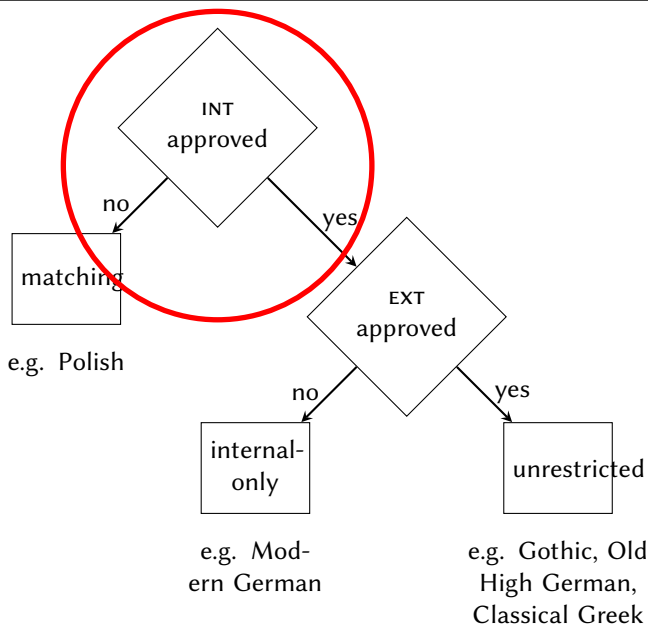 INT
approved
no
yes
matching
EXT
approved
e.g. Polish
no
yes
internal-
only
unrestricted
e.g. Mod-
ern German
e.g. Gothic, Old
High German,
Classical Greek